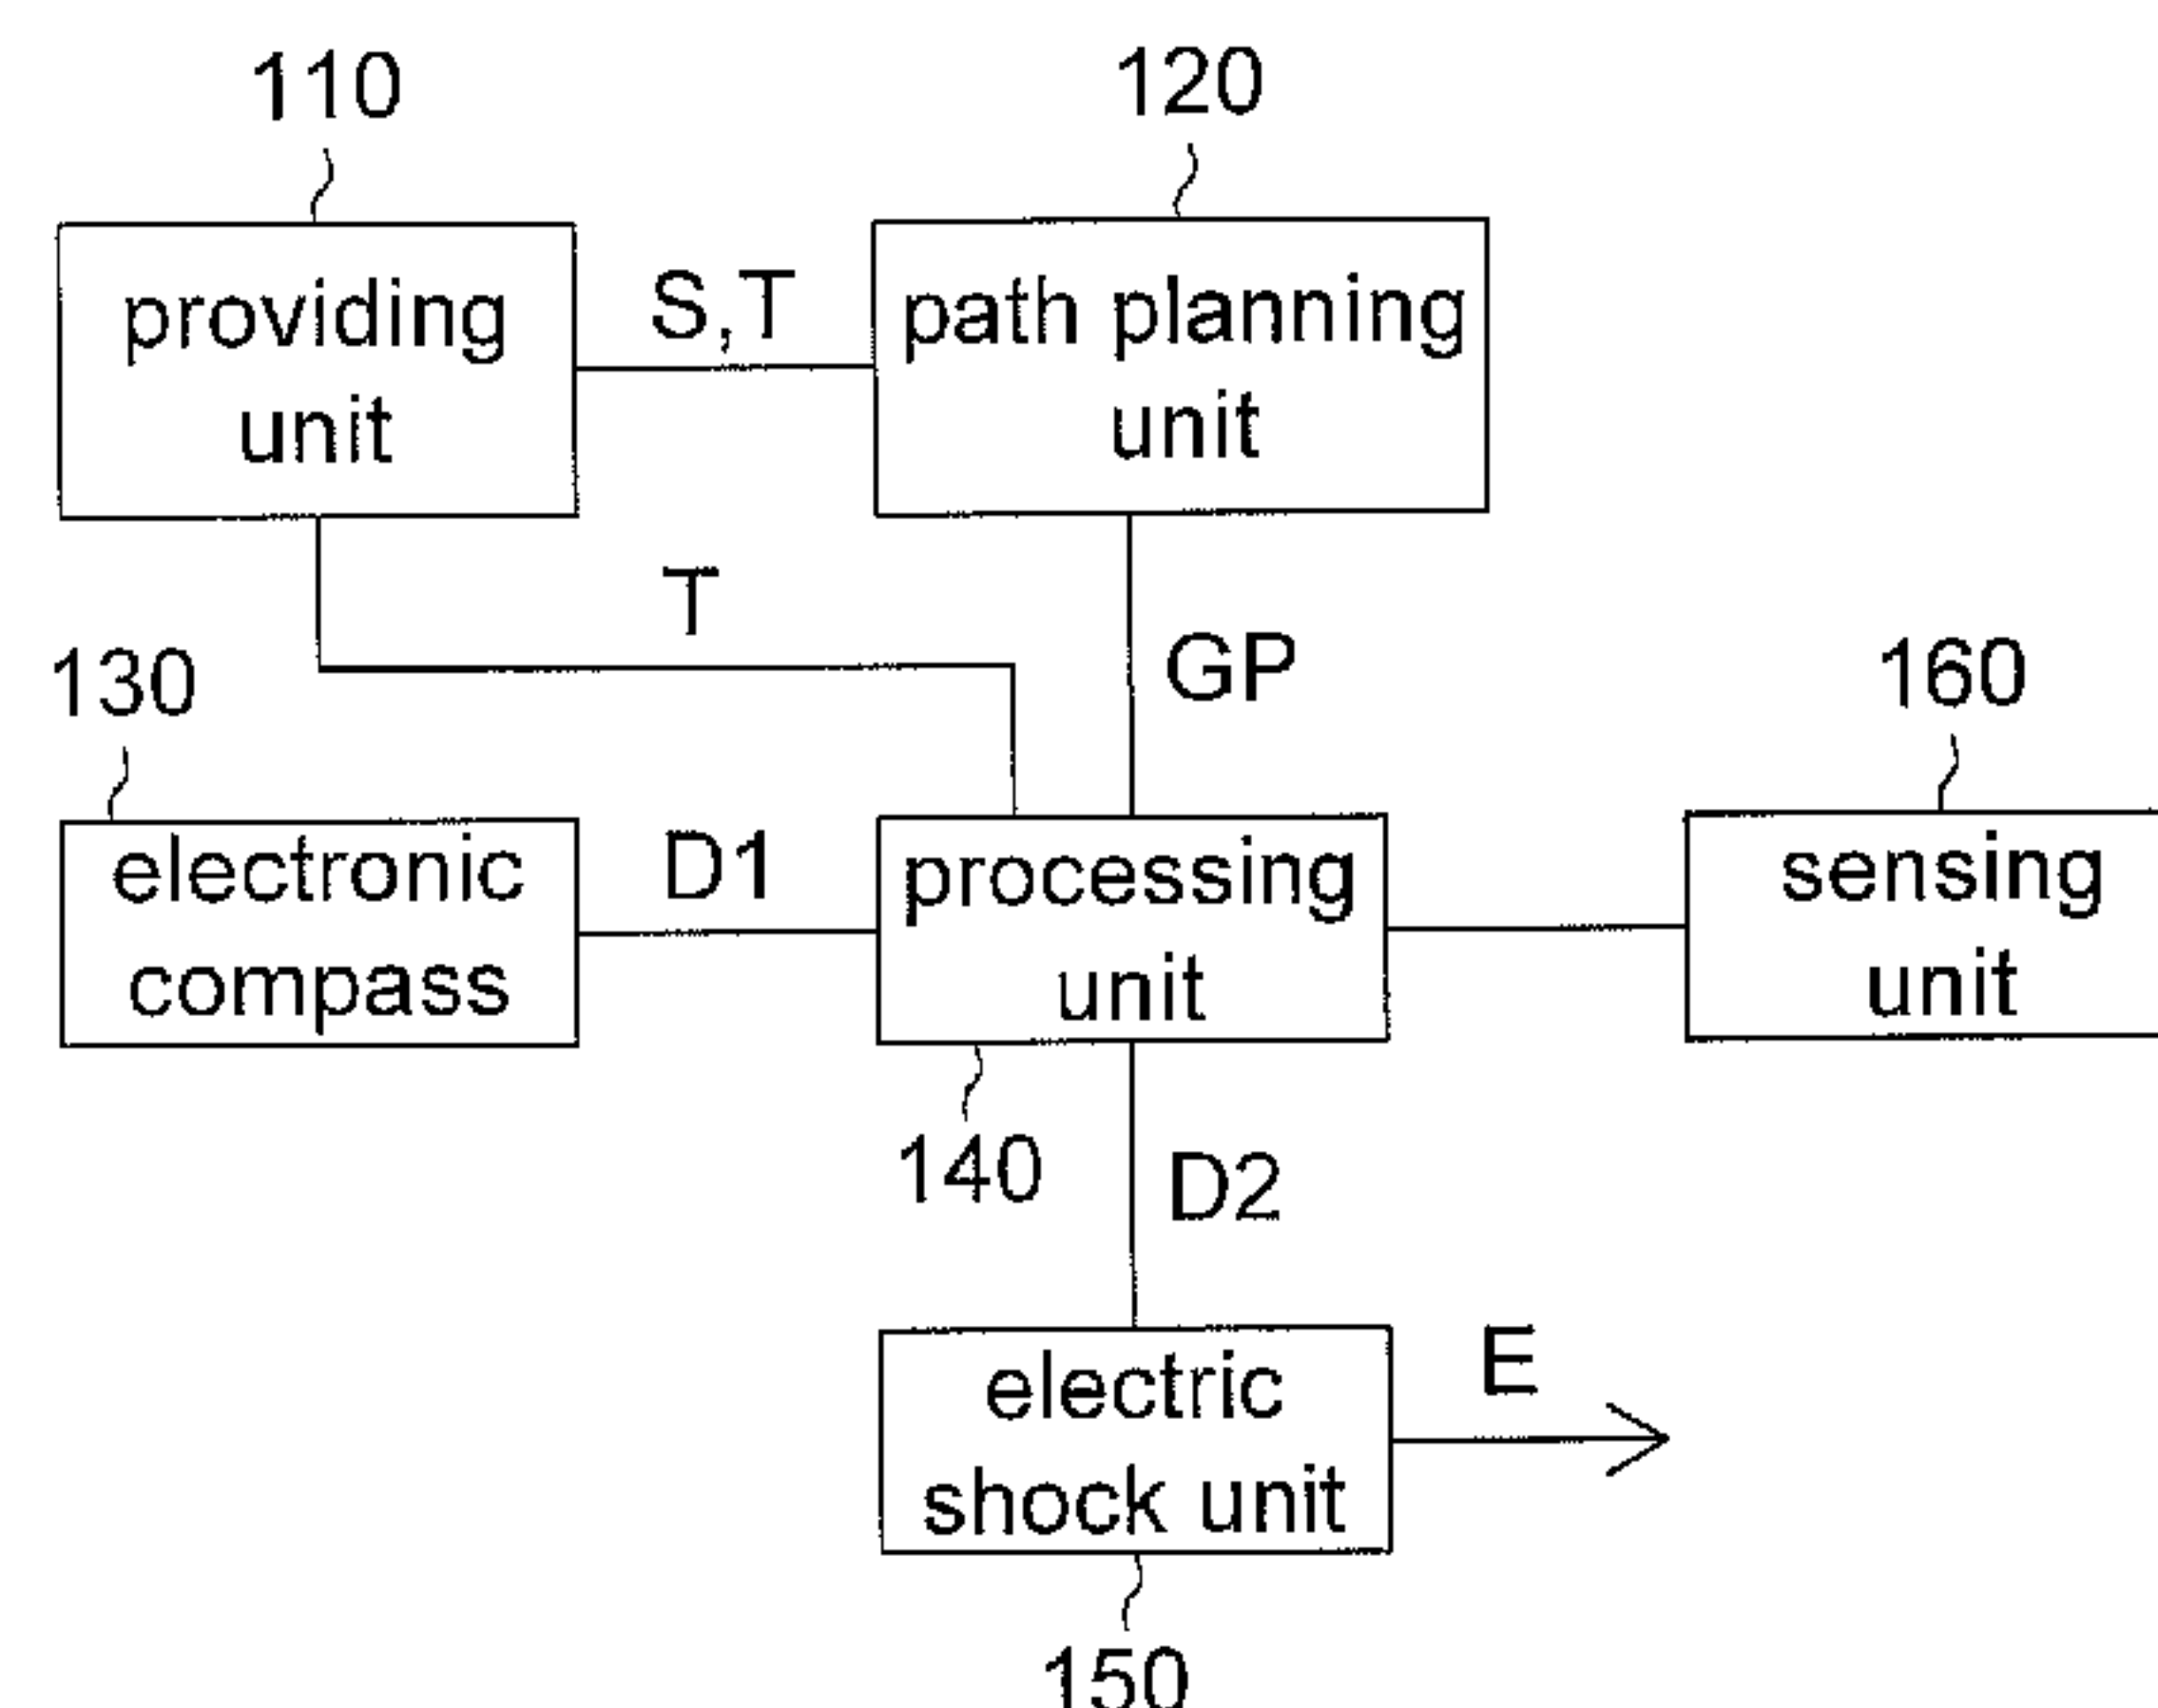 110
120
providing
unit
S,T
path planning
unit
T
GP
130
160
electronic
compass
D1
processing
unit
sensing
unit
140
D2
electric
shock unit
E
150